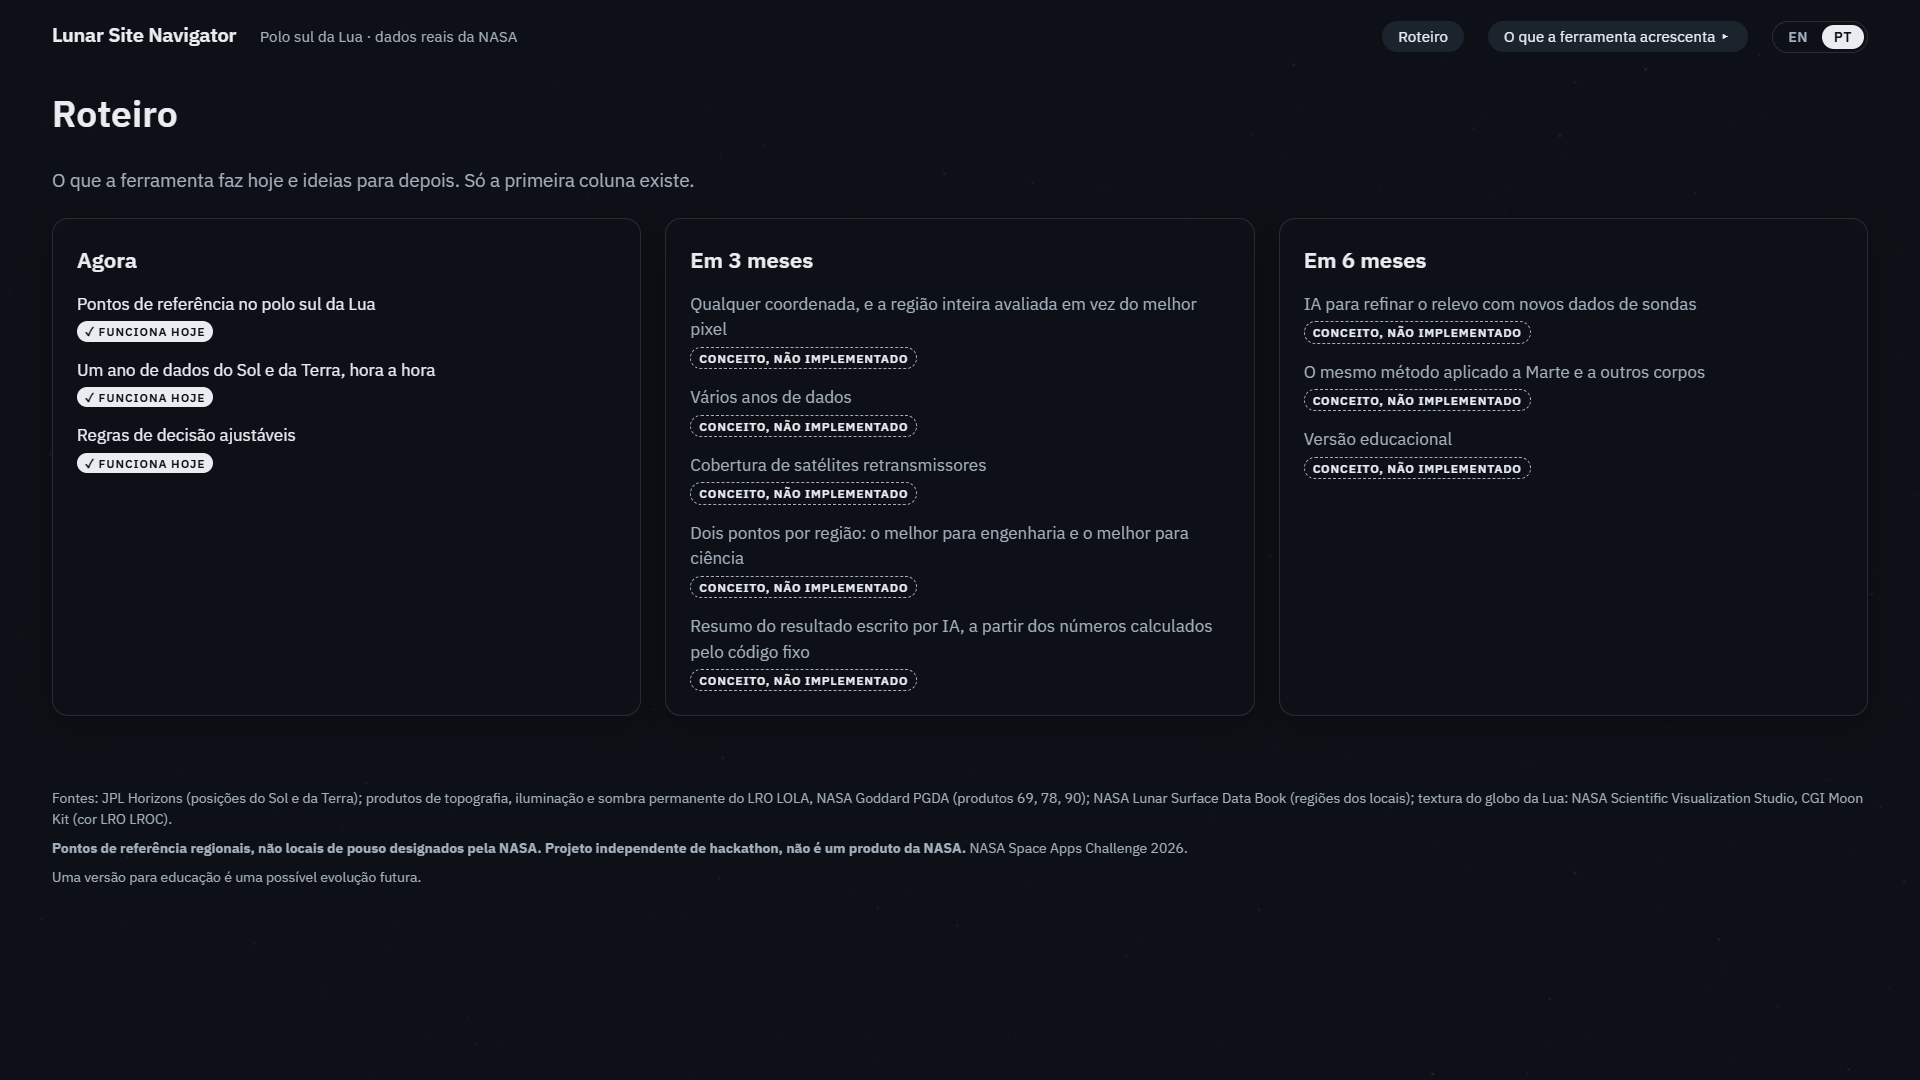 Lunar Site Navigator
Polo sul da Lua · dados reais da NASA
Roteiro
O que a ferramenta acrescenta ▸
EN
PT
Roteiro
O que a ferramenta faz hoje e ideias para depois. Só a primeira coluna existe.
Agora
Pontos de referência no polo sul da Lua
✓ FUNCIONA HOJE
Um ano de dados do Sol e da Terra, hora a hora
✓ FUNCIONA HOJE
Regras de decisão ajustáveis
✓ FUNCIONA HOJE
Em 3 meses
Qualquer coordenada, e a região inteira avaliada em vez do melhor
pixel
CONCEITO, NÃO IMPLEMENTADO
Vários anos de dados
CONCEITO, NÃO IMPLEMENTADO
Cobertura de satélites retransmissores
CONCEITO, NÃO IMPLEMENTADO
Dois pontos por região: o melhor para engenharia e o melhor para
ciência
CONCEITO, NÃO IMPLEMENTADO
Resumo do resultado escrito por IA, a partir dos números calculados
pelo código fixo
CONCEITO, NÃO IMPLEMENTADO
Em 6 meses
IA para refinar o relevo com novos dados de sondas
CONCEITO, NÃO IMPLEMENTADO
O mesmo método aplicado a Marte e a outros corpos
CONCEITO, NÃO IMPLEMENTADO
Versão educacional
CONCEITO, NÃO IMPLEMENTADO
Fontes: JPL Horizons (posições do Sol e da Terra); produtos de topografia, iluminação e sombra permanente do LRO LOLA, NASA Goddard PGDA (produtos 69, 78, 90); NASA Lunar Surface Data Book (regiões dos locais); textura do globo da Lua: NASA Scientific Visualization Studio, CGI Moon
Kit (cor LRO LROC).
Pontos de referência regionais, não locais de pouso designados pela NASA. Projeto independente de hackathon, não é um produto da NASA. NASA Space Apps Challenge 2026.
Uma versão para educação é uma possível evolução futura.